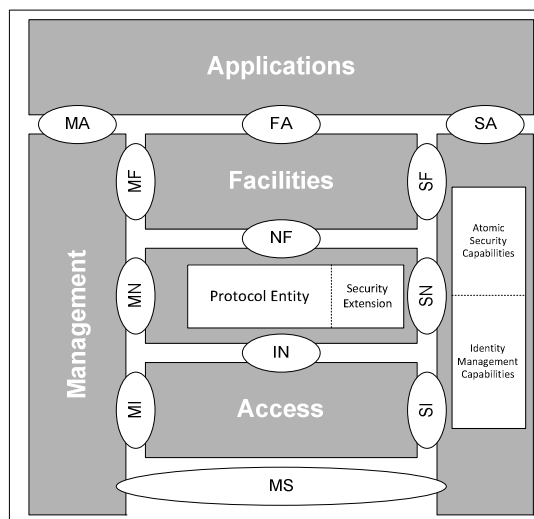 Applications
MA
FA
SA
MF
Facilities
SF
NF
Management
MN
Protocol Entity
Security
Extension
SN
Atomic
Security
Capabilities
IN
Identity
Management
Capabilities
MI
Access
SI
MS